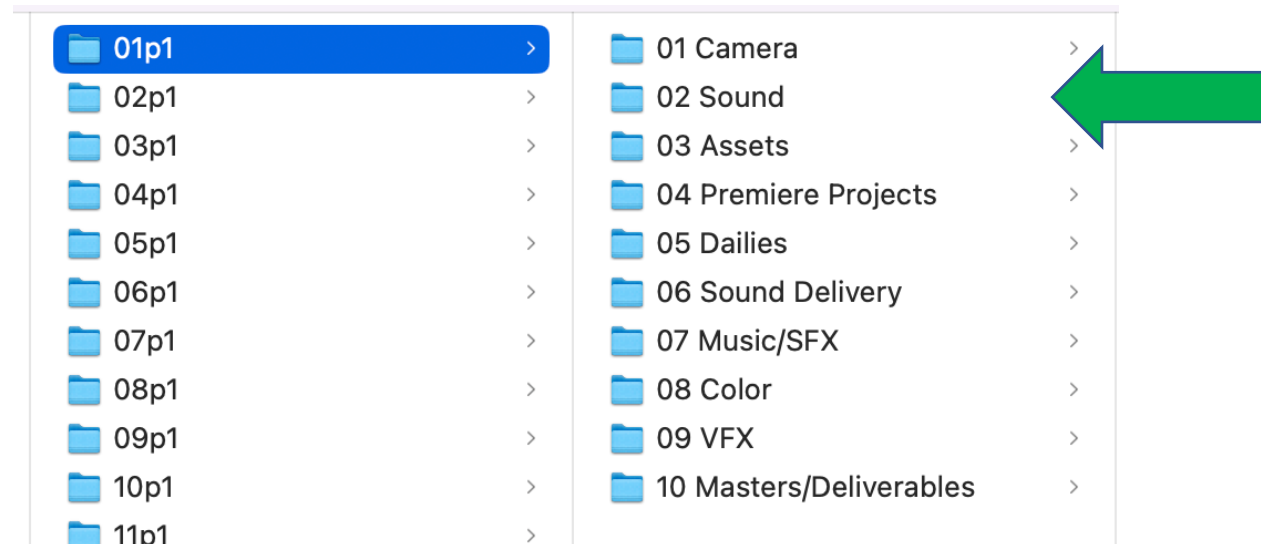 01p1
02p1
03p1
04p1
05p1
06p1
07p1
08p1
09p1
10p1
11p1
01 Camera
02 Sound
03 Assets
04 Premiere Projects
05 Dailies
06 Sound Delivery
07 Music/SFX
08 Color
09 VFX
10 Masters/Deliverables